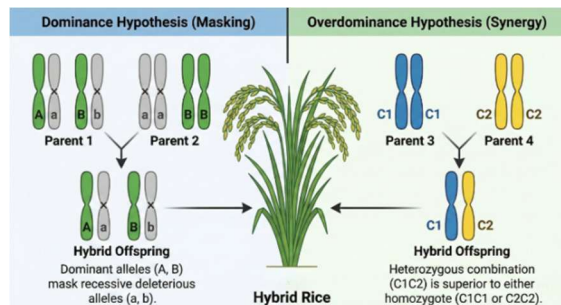 Dominance Hypothesis (Masking)
Overdominance Hypothesis (Synergy)
A a B b a a B B
Parent 1
Parent 2
C1 C1 C2 C2
Parent 3
Parent 4
A a B b
Hybrid Offspring
Dominant alleles (A, B)
mask recessive deleterious
alleles (a, b).
Hybrid Rice
C1 C2
Hybrid Offspring
Heterozygous combination
(C1C2) is superior to either
homozygote (C1C1 or C2C2).